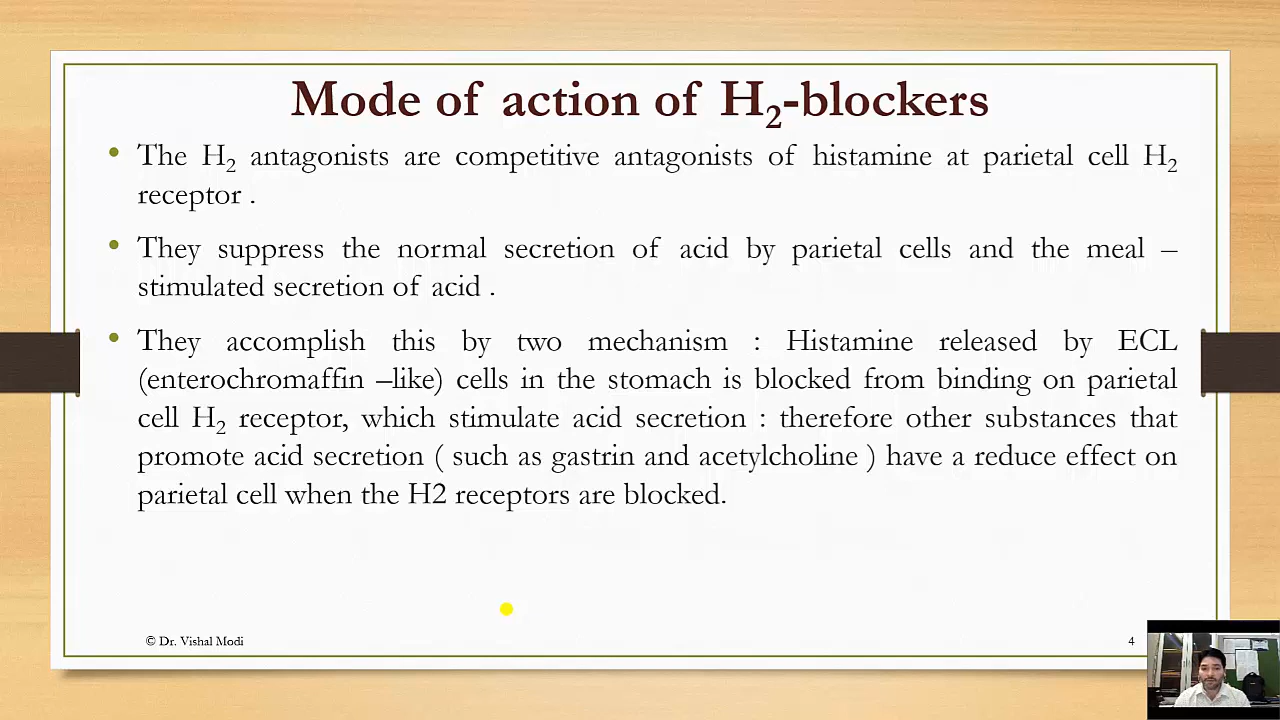 Mode of action of H₂-blockers
• The H₂ antagonists are competitive antagonists of histamine at parietal cell H₂
receptor .
• They suppress the normal secretion of acid by parietal cells and the meal –
stimulated secretion of acid .
• They accomplish this by two mechanism : Histamine released by ECL
(enterochromaffin –like) cells in the stomach is blocked from binding on parietal
cell H₂ receptor, which stimulate acid secretion : therefore other substances that
promote acid secretion ( such as gastrin and acetylcholine ) have a reduce effect on
parietal cell when the H2 receptors are blocked.
© Dr. Vishal Modi
4